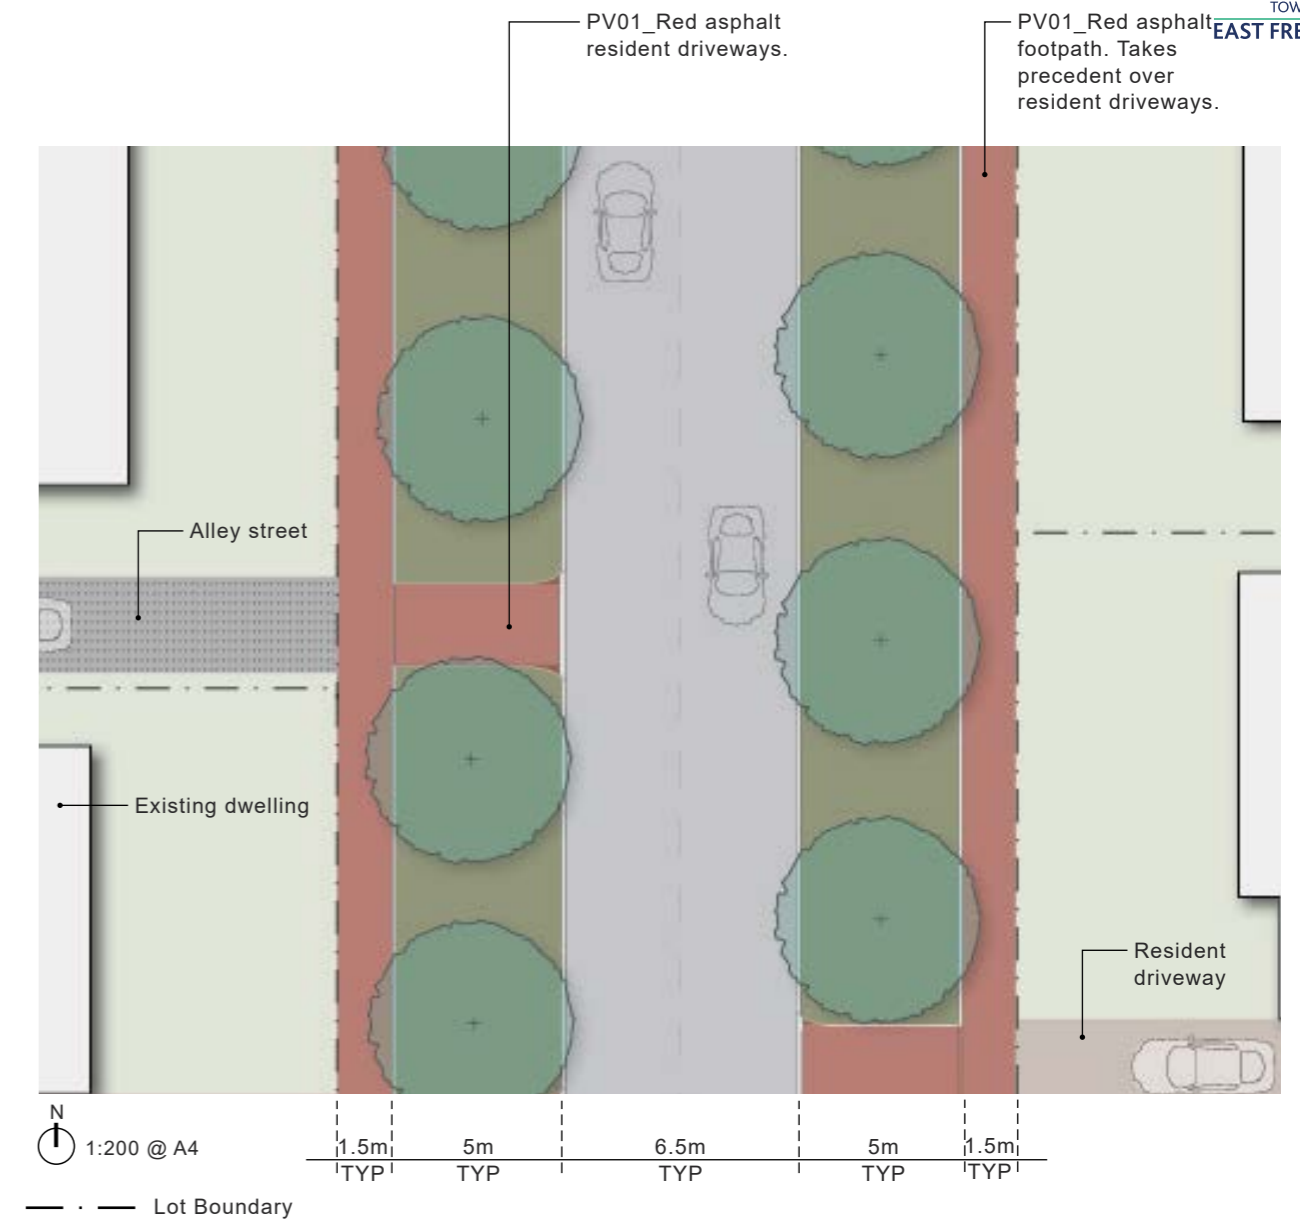 PV01_Red asphalt
resident driveways.
PV01_Red asphalt
footpath. Takes
precedent over
resident driveways.
EAST
Alley street
Existing dwelling
Resident
driveway
N
1:200 @ A4
1.5m 5m 6.5m 5m 1.5m
TYP TYP TYP TYP
Lot Boundary